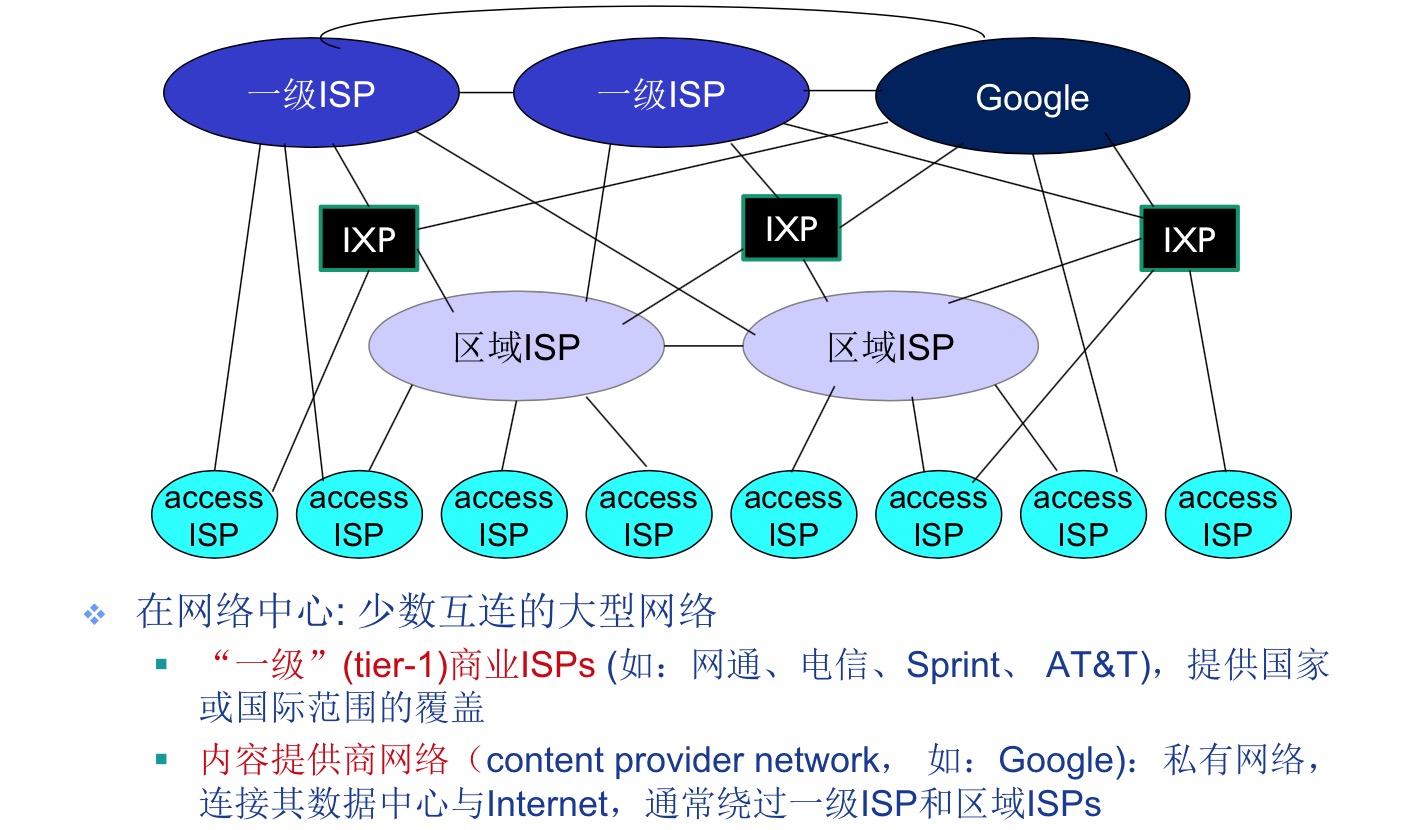 一级ISP
一级ISP
Google
IXP
IXP
IXP
区域ISP
区域ISP
access
ISP
access
ISP
access
ISP
access
ISP
access
ISP
access
ISP
access
ISP
access
ISP
在网络中心: 少数互连的大型网络
“一级”(tier-1)商业ISPs (如：网通、电信、Sprint、 AT&T)，提供国家
或国际范围的覆盖
内容提供商网络（content provider network， 如：Google)：私有网络，
连接其数据中心与Internet，通常绕过一级ISP和区域ISPs